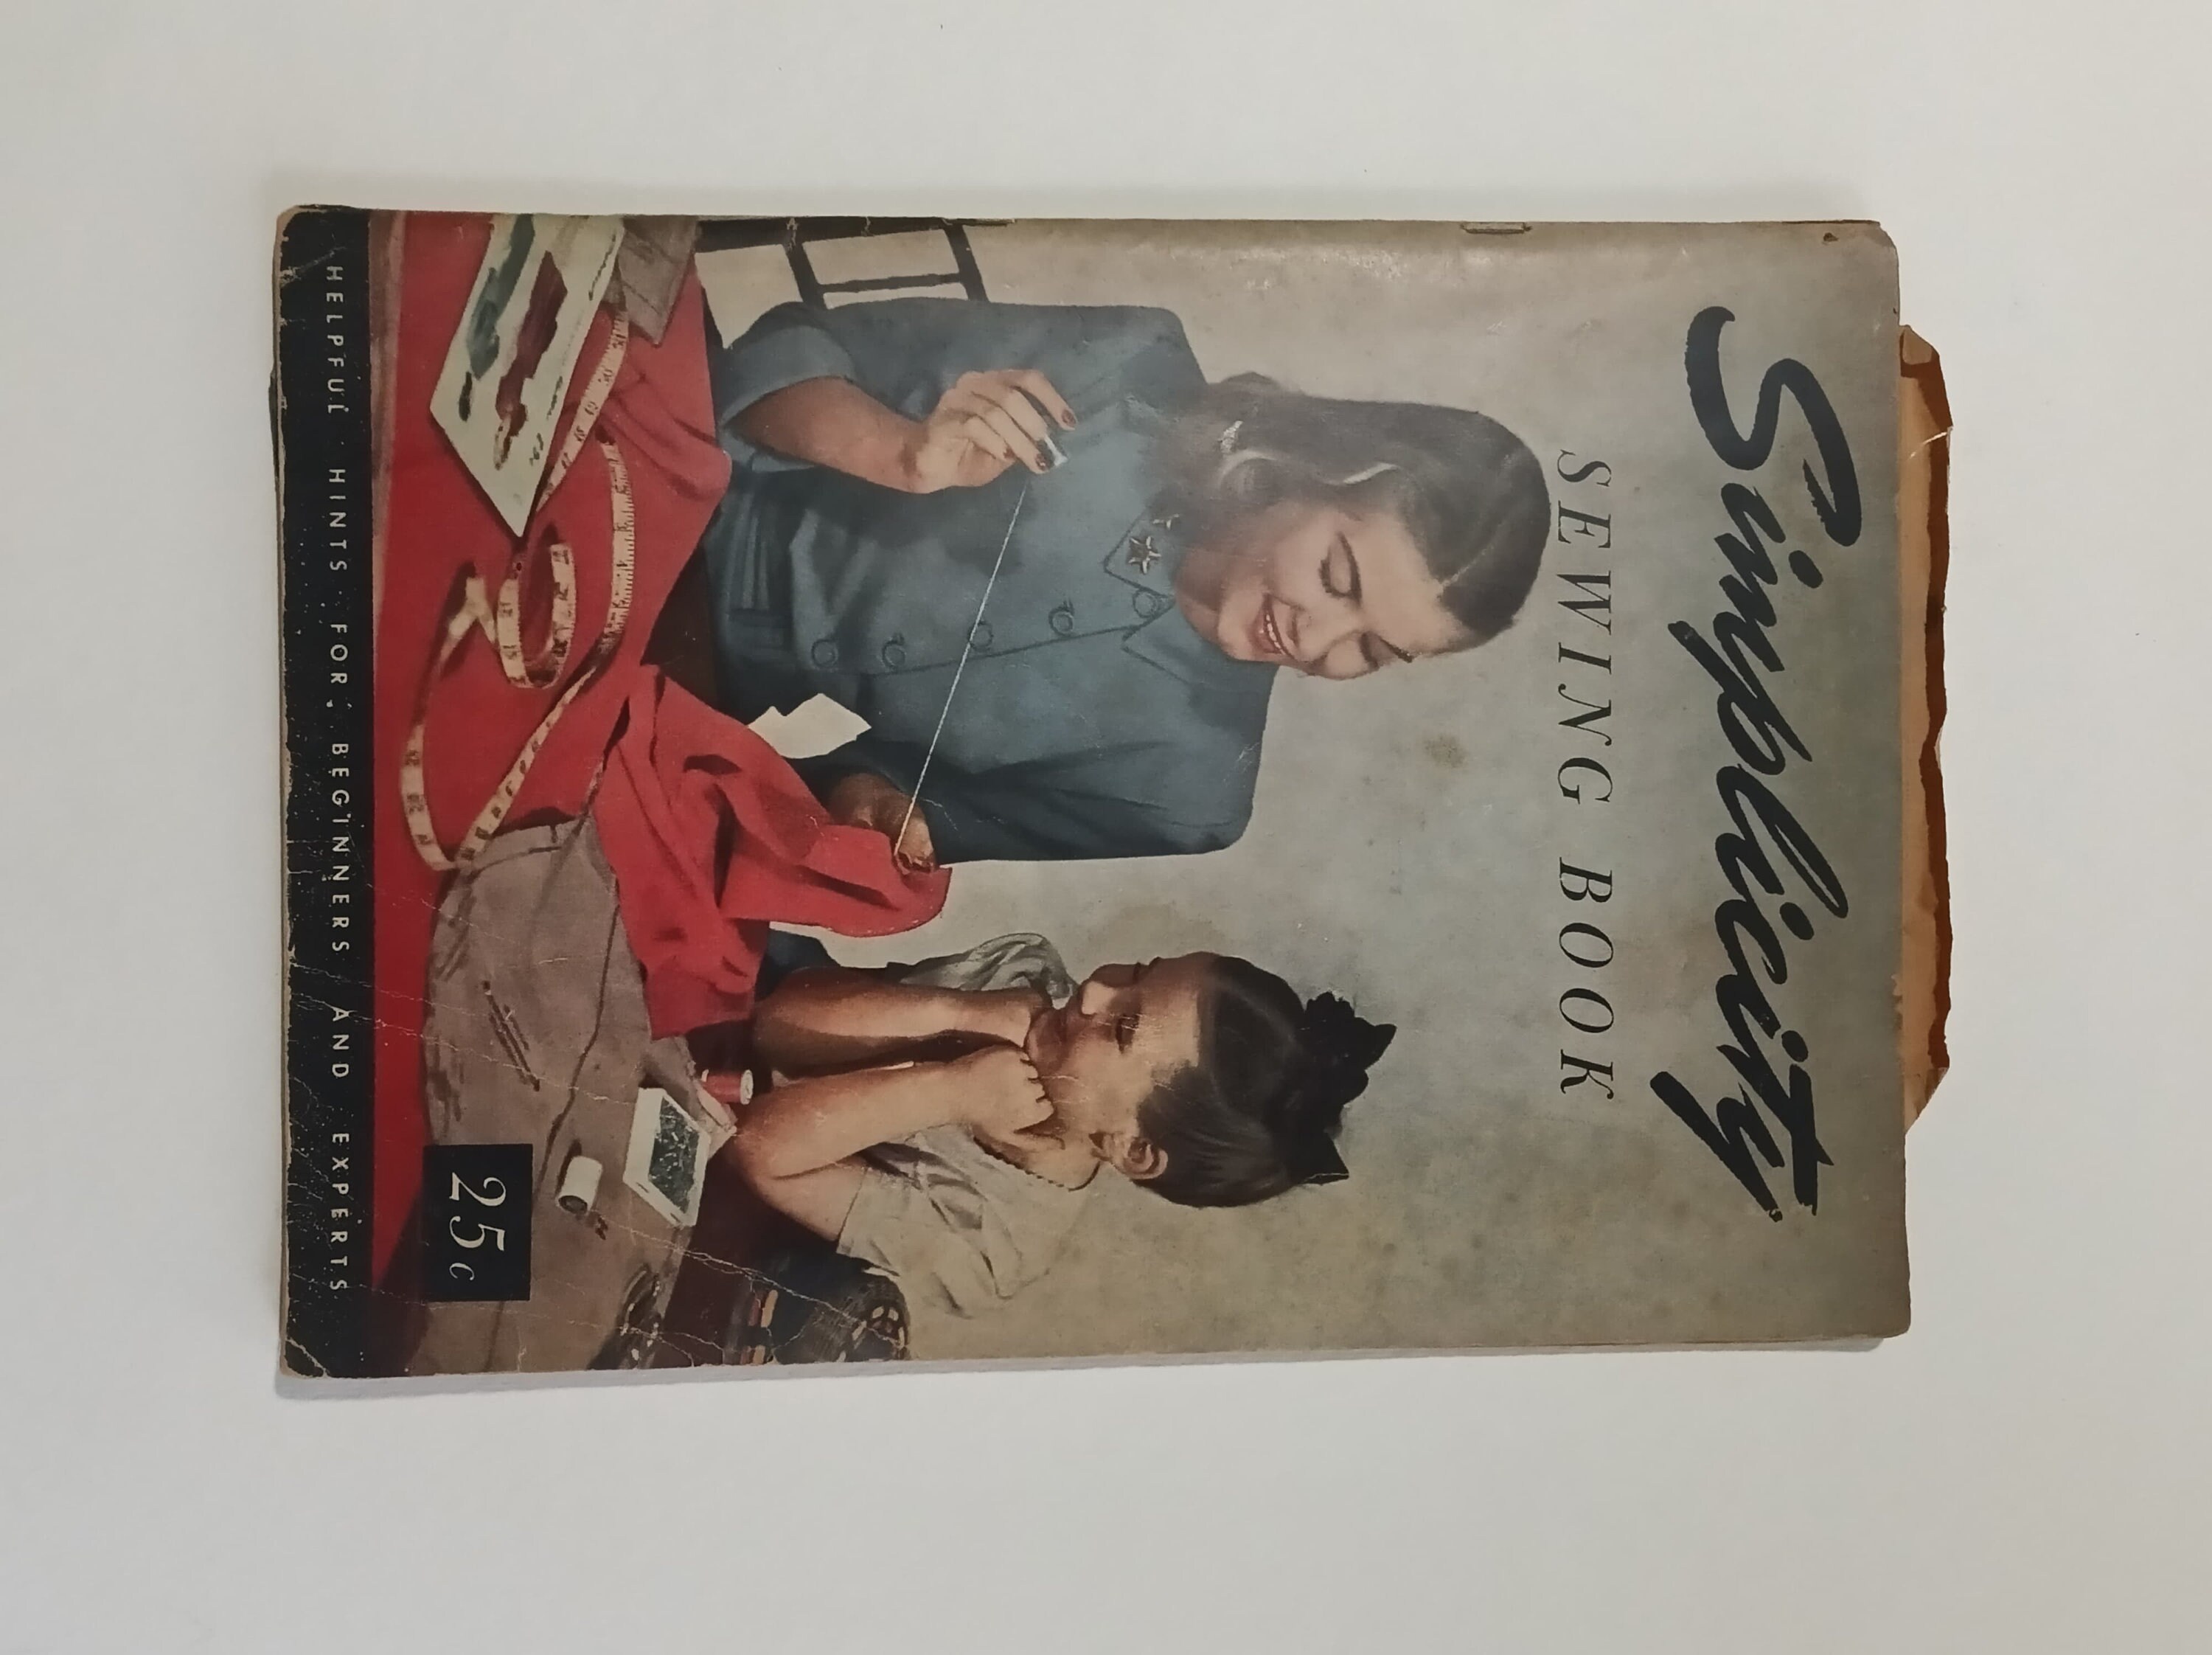 Simplicity
SEWING BOOK
25c
HELPFUL HINTS FOR BEGINNERS AND EXPERTS